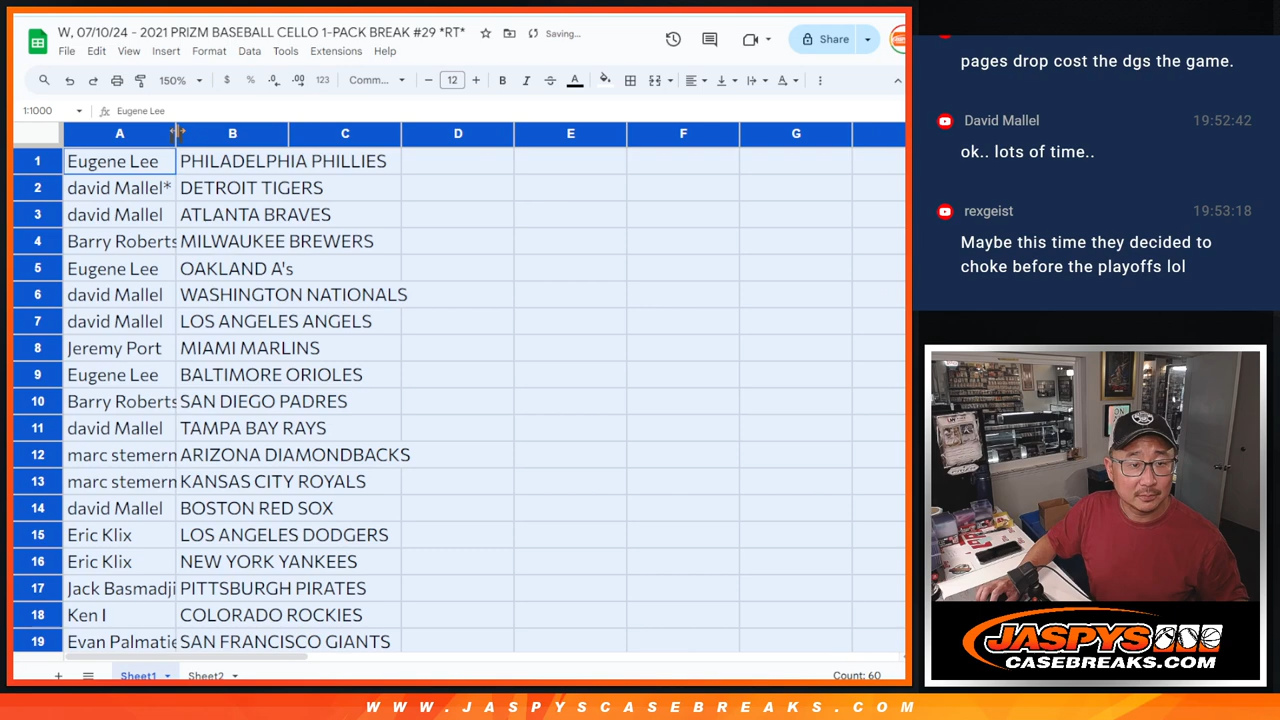 W, 07/10/24 - 2021 PRIZM BASEBALL CELLO 1-PACK BREAK #29 *RT*
Saving...
File Edit View Insert Format Data Tools Extensions Help
Share
150% $ % .0 .00 123 Comm... 12 B I A
1:1000 fx Eugene Lee
A B C D E F G
1 Eugene Lee PHILADELPHIA PHILLIES
2 david Mallel* DETROIT TIGERS
3 david Mallel ATLANTA BRAVES
4 Barry Roberts MILWAUKEE BREWERS
5 Eugene Lee OAKLAND A's
6 david Mallel WASHINGTON NATIONALS
7 david Mallel LOS ANGELES ANGELS
8 Jeremy Port MIAMI MARLINS
9 Eugene Lee BALTIMORE ORIOLES
10 Barry Roberts SAN DIEGO PADRES
11 david Mallel TAMPA BAY RAYS
12 marc stemern ARIZONA DIAMONDBACKS
13 marc stemern KANSAS CITY ROYALS
14 david Mallel BOSTON RED SOX
15 Eric Klix LOS ANGELES DODGERS
16 Eric Klix NEW YORK YANKEES
17 Jack Basmadji PITTSBURGH PIRATES
18 Ken I COLORADO ROCKIES
19 Evan Palmatie SAN FRANCISCO GIANTS
Sheet1 Sheet2 Count: 60
pages drop cost the dgs the game.
David Mallel 19:52:42
ok.. lots of time..
rexgeist 19:53:18
Maybe this time they decided to
choke before the playoffs lol
JASPYS
CASEBREAKS.COM
WWW.JASPYSCASEBREAKS.COM